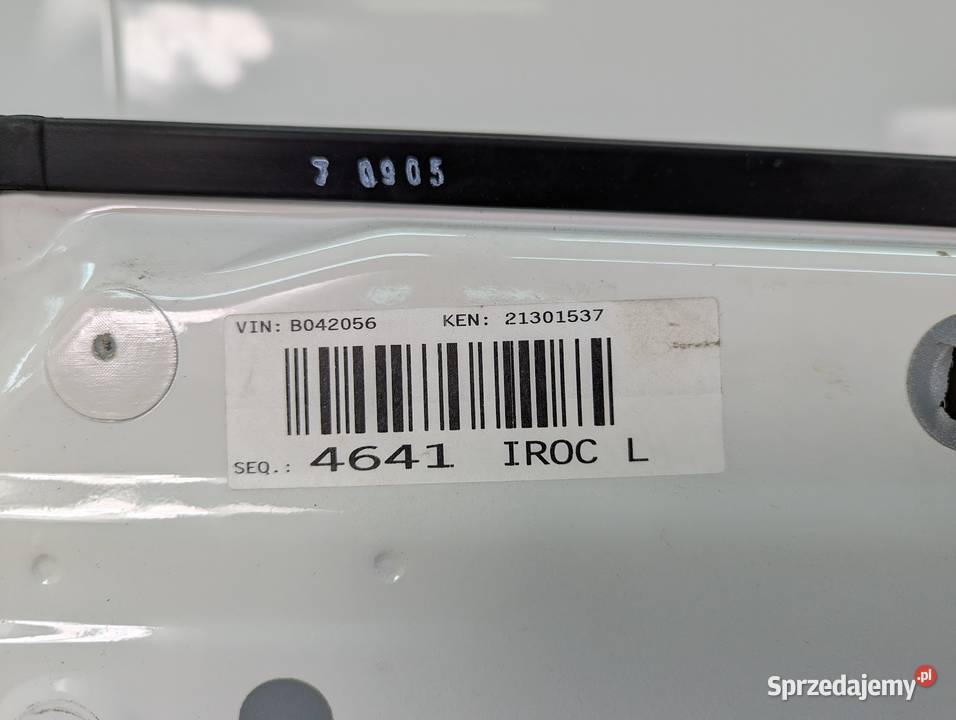 7 0905
VIN: B042056 KEN: 21301537
SEQ.: 4641 IROC L
Sprzedajemy.pl